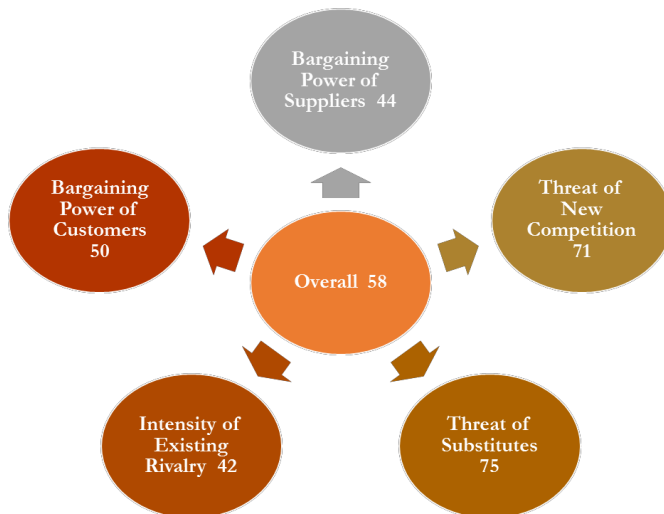 Bargaining
Power of
Suppliers 44
Bargaining
Power of
Customers
50
Threat of
New
Competition
71
Overall 58
Intensity of
Existing
Rivalry 42
Threat of
Substitutes
75